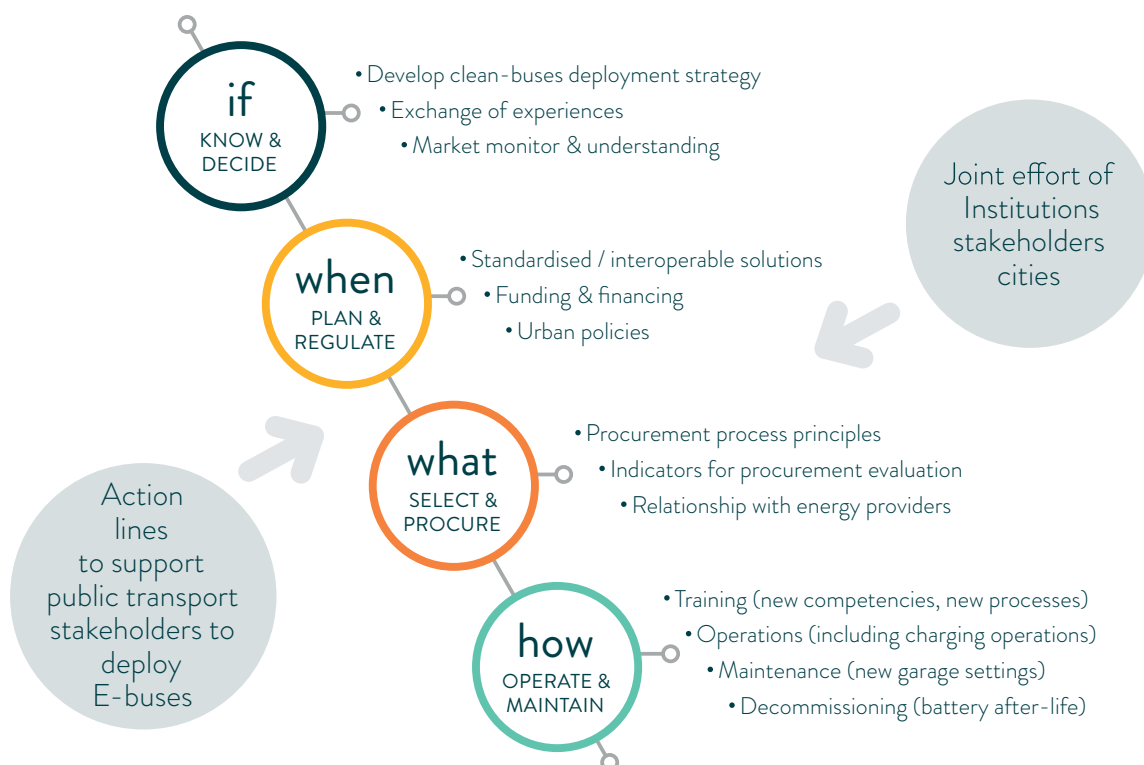 if
KNOW &
DECIDE
• Develop clean-buses deployment strategy
• Exchange of experiences
• Market monitor & understanding
Joint effort of
Institutions
stakeholders
cities
when
PLAN &
REGULATE
• Standardised / interoperable solutions
• Funding & financing
• Urban policies
what
SELECT &
PROCURE
• Procurement process principles
• Indicators for procurement evaluation
• Relationship with energy providers
Action
lines
to support
public transport
stakeholders to
deploy
E-buses
how
OPERATE &
MAINTAIN
• Training (new competencies, new processes)
• Operations (including charging operations)
• Maintenance (new garage settings)
• Decommissioning (battery after-life)